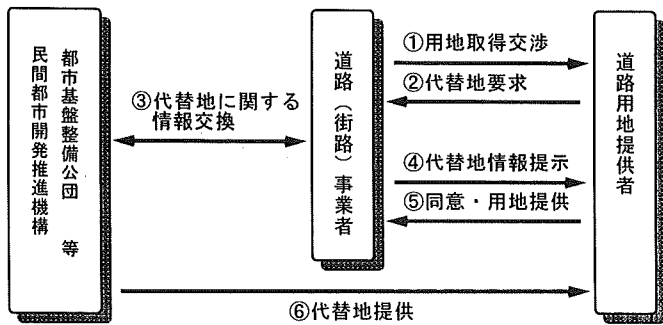 都市基盤整備公団　等
民間都市開発推進機構
③代替地に関する
情報交換
道路（街路）事業者
①用地取得交渉
②代替地要求
④代替地情報提示
⑤同意・用地提供
道路用地提供者
⑥代替地提供